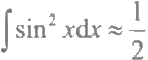 ∫sin² xdx ≈ 1/2